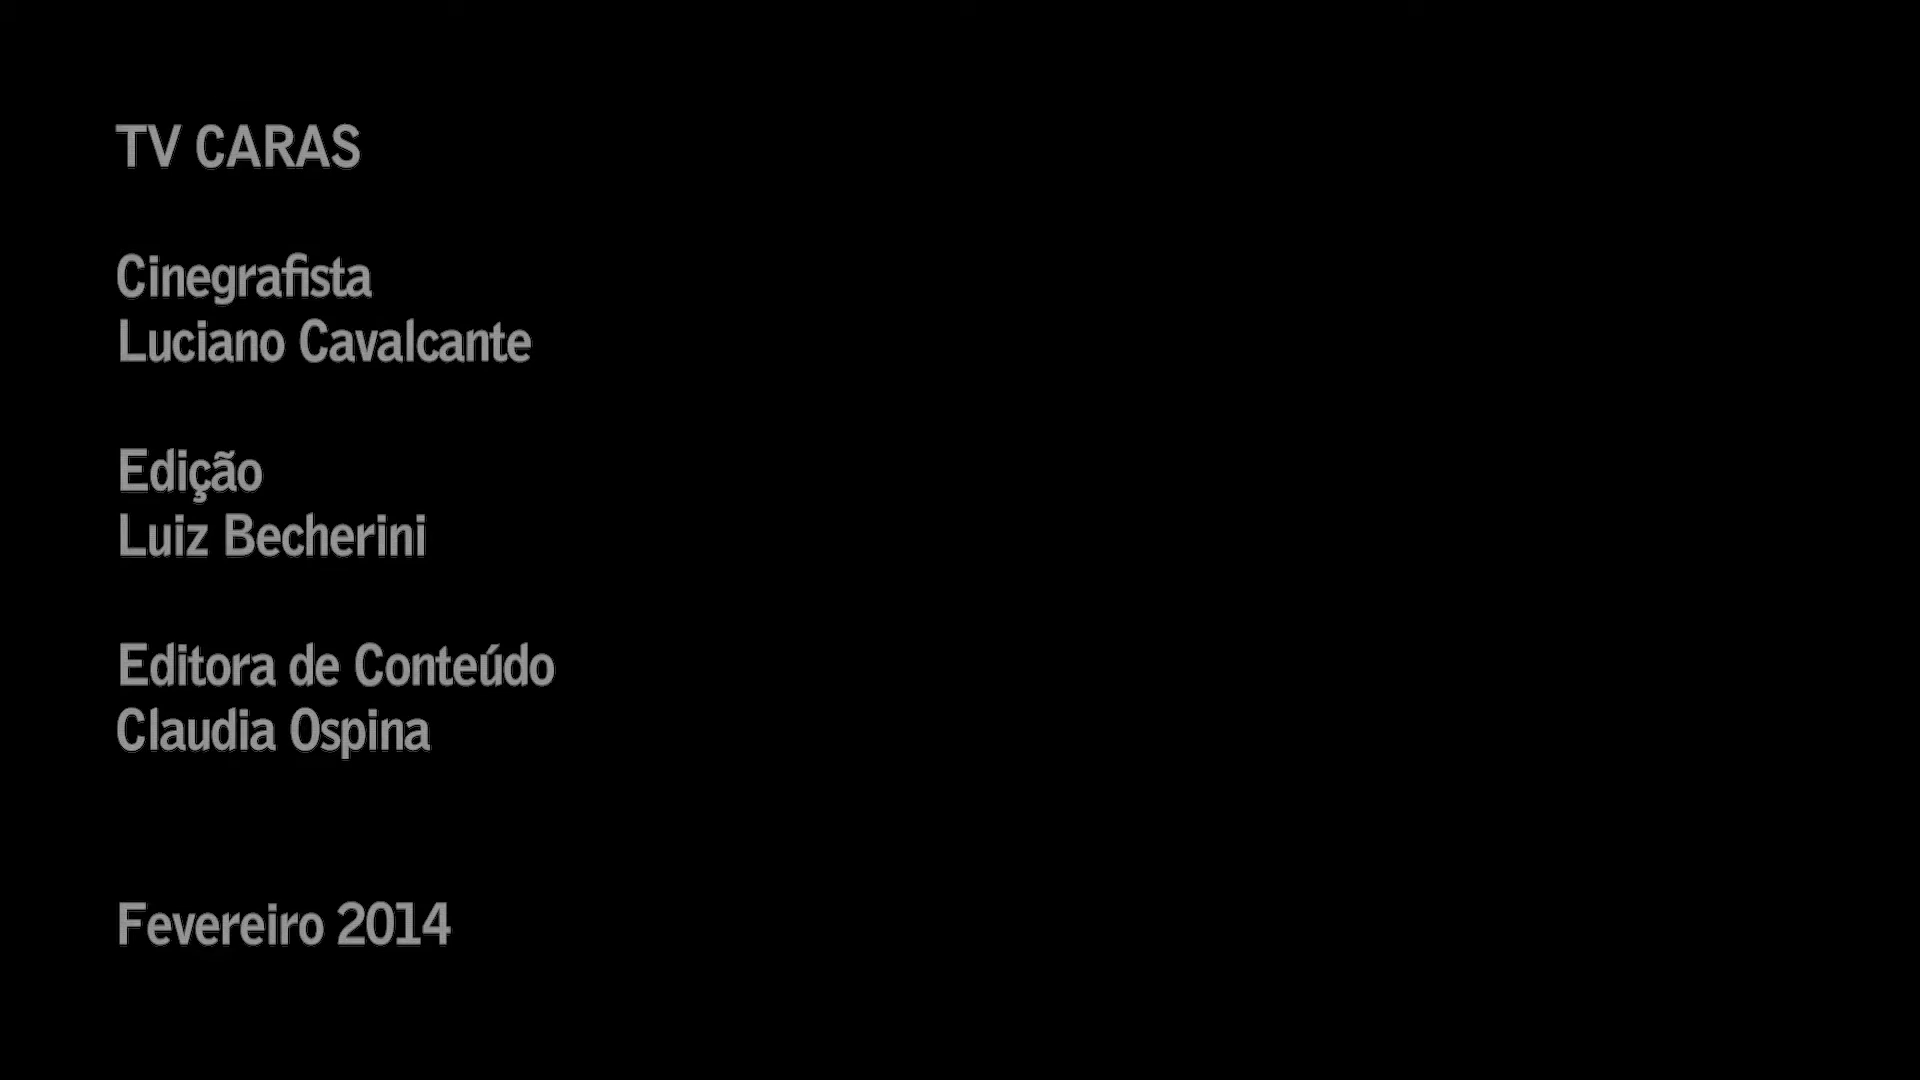 TV CARAS
Cinegrafista
Luciano Cavalcante
Edição
Luiz Becherini
Editora de Conteúdo
Claudia Ospina
Fevereiro 2014